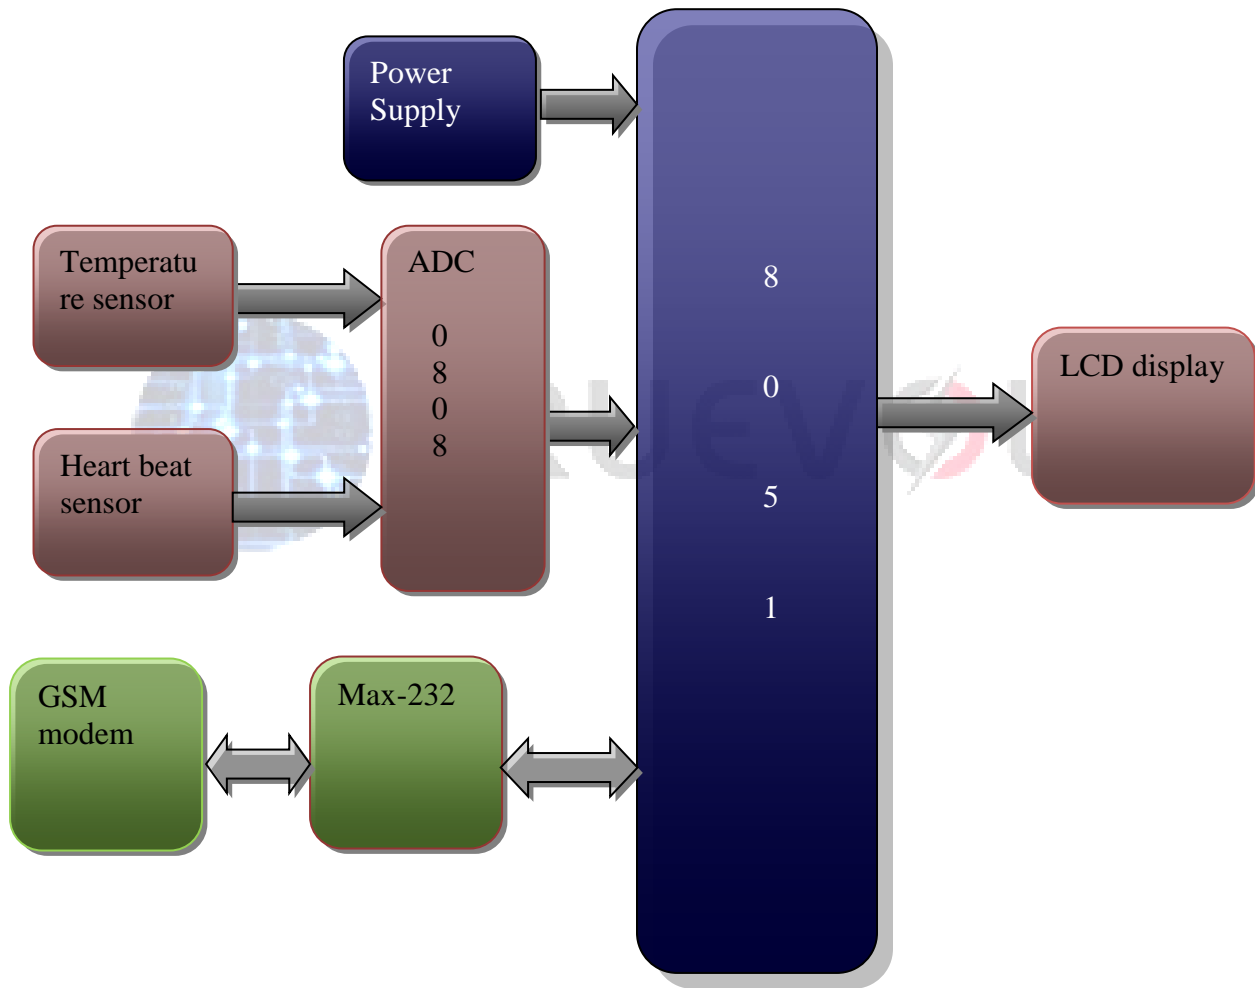 Power
Supply
Temperatu
re sensor
ADC
0
8
0
8
Heart beat
sensor
8
0
5
1
LCD display
GSM
modem
Max-232